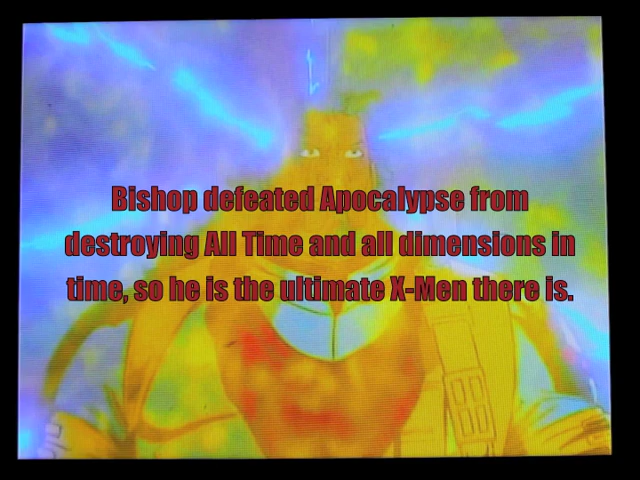 Bishop defeated Apocalypse from
destroying All Time and all dimensions in
time, so he is the ultimate X-Men there is.